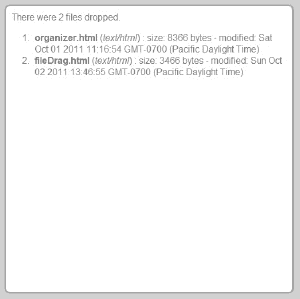 There were 2 files dropped.
1. organizer.html (text/html) : size: 8366 bytes - modified: Sat
Oct 01 2011 11:16:54 GMT-0700 (Pacific Daylight Time)
2. fileDrag.html (text/html) : size: 3466 bytes - modified: Sun Oct
02 2011 13:46:55 GMT-0700 (Pacific Daylight Time)